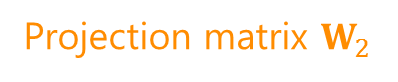 Projection matrix W₂